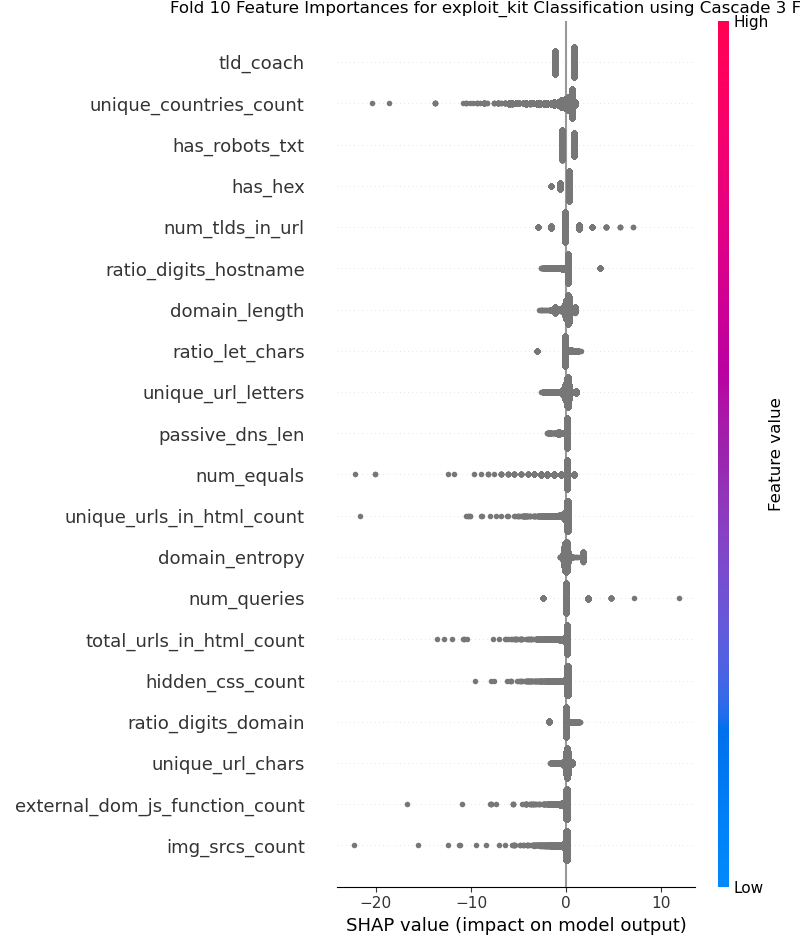 Fold 10 Feature Importances for exploit_kit Classification using Cascade 3 F
High
tld_coach
unique_countries_count
has_robots_txt
has_hex
num_tlds_in_url
ratio_digits_hostname
domain_length
ratio_let_chars
unique_url_letters
passive_dns_len
num_equals
unique_urls_in_html_count
domain_entropy
num_queries
total_urls_in_html_count
hidden_css_count
ratio_digits_domain
unique_url_chars
external_dom_js_function_count
img_srcs_count
Feature value
Low
−20 −10 0 10
SHAP value (impact on model output)